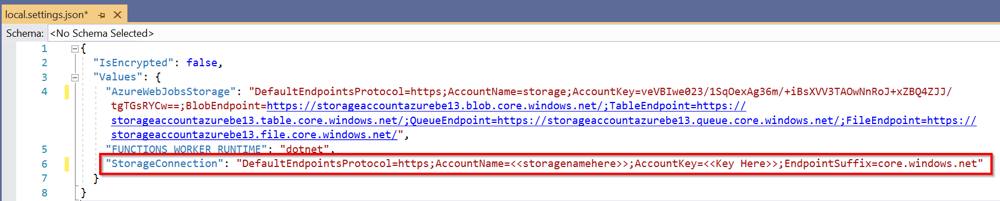 local.settings.json*
Schema: <No Schema Selected>
1 {
2 "IsEncrypted": false,
3 "Values": {
4 "AzureWebJobsStorage": "DefaultEndpointsProtocol=https;AccountName=storage;AccountKey=veVBIwe023/1SqOexAg36m/+iBsXVV3TAOwNnRoJ+xZBQ4ZJJ/
tgTGsRYCw==;BlobEndpoint=https://storageaccountazurebe13.blob.core.windows.net/;TableEndpoint=https://
storageaccountazurebe13.table.core.windows.net/;QueueEndpoint=https://storageaccountazurebe13.queue.core.windows.net/;FileEndpoint=https://
storageaccountazurebe13.file.core.windows.net/",
5 "FUNCTIONS_WORKER_RUNTIME": "dotnet",
6 "StorageConnection": "DefaultEndpointsProtocol=https;AccountName=<<storagenamehere>>;AccountKey=<<Key Here>>;EndpointSuffix=core.windows.net"
7 }
8 }